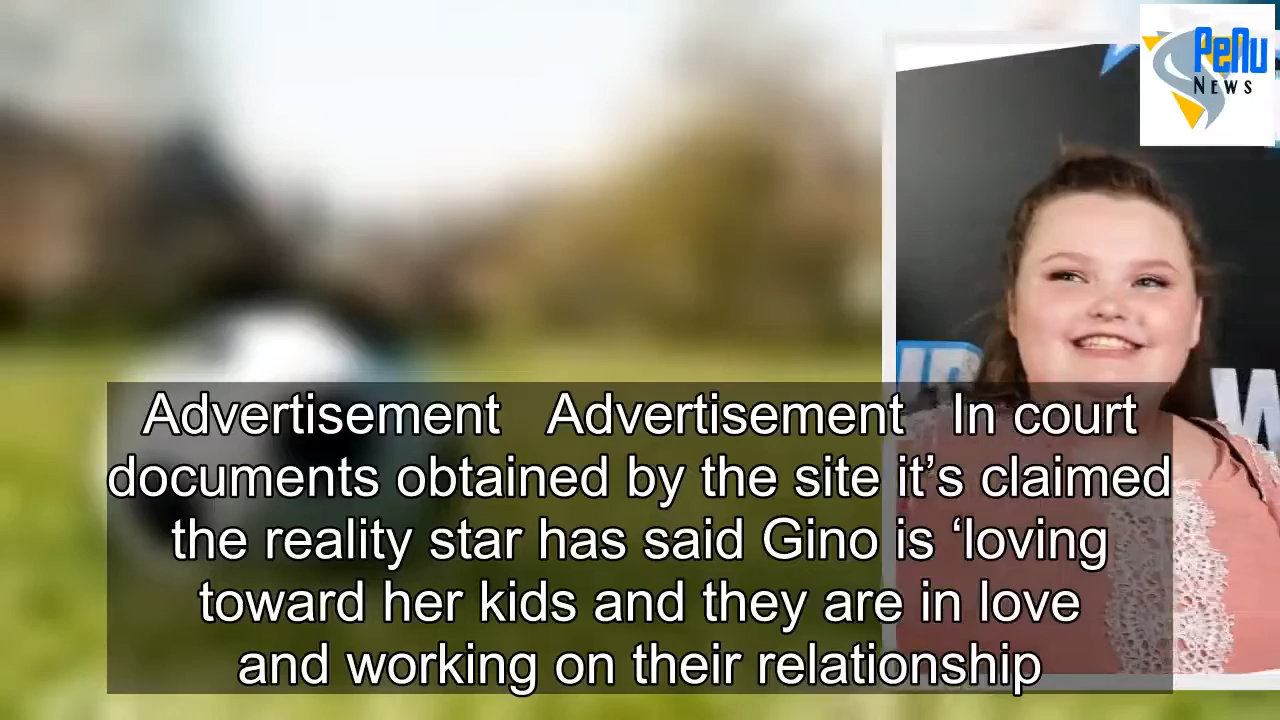 PeNu
News
Advertisement Advertisement In court
documents obtained by the site it’s claimed
the reality star has said Gino is ‘loving
toward her kids and they are in love
and working on their relationship